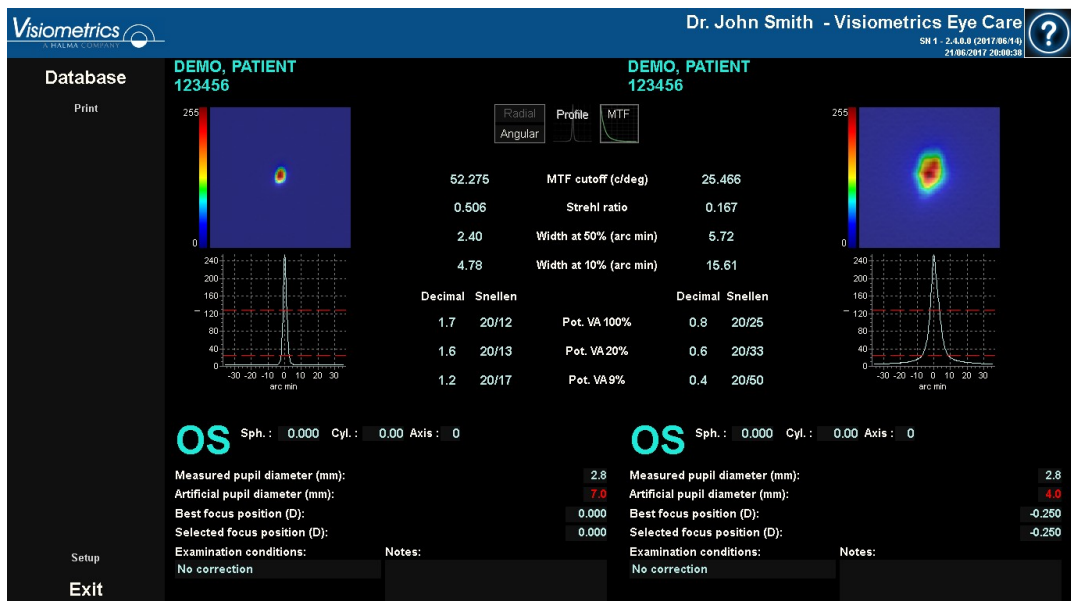 Visiometrics
A HALMA COMPANY
Dr. John Smith - Visiometrics Eye Care
SN 1 - 2.4.0.0 (2017/06/14)
21/06/2017 20:00:38
?
Database
Print
Setup
Exit
DEMO, PATIENT
123456
DEMO, PATIENT
123456
Radial
Angular
Profile
MTF
255
0
255
0
52.275 MTF cutoff (c/deg) 25.466
0.506 Strehl ratio 0.167
2.40 Width at 50% (arc min) 5.72
4.78 Width at 10% (arc min) 15.61
Decimal Snellen Decimal Snellen
1.7 20/12 Pot. VA 100% 0.8 20/25
1.6 20/13 Pot. VA 20% 0.6 20/33
1.2 20/17 Pot. VA 9% 0.4 20/50
240
200
160
120
80
40
0
-30 -20 -10 0 10 20 30
arc min
240
200
160
120
80
40
0
-30 -20 -10 0 10 20 30
arc min
OS Sph. : 0.000 Cyl. : 0.00 Axis : 0
Measured pupil diameter (mm): 2.8
Artificial pupil diameter (mm): 7.0
Best focus position (D): 0.000
Selected focus position (D): 0.000
Examination conditions: Notes:
No correction
OS Sph. : 0.000 Cyl. : 0.00 Axis : 0
Measured pupil diameter (mm): 2.8
Artificial pupil diameter (mm): 4.0
Best focus position (D): -0.250
Selected focus position (D): -0.250
Examination conditions: Notes:
No correction